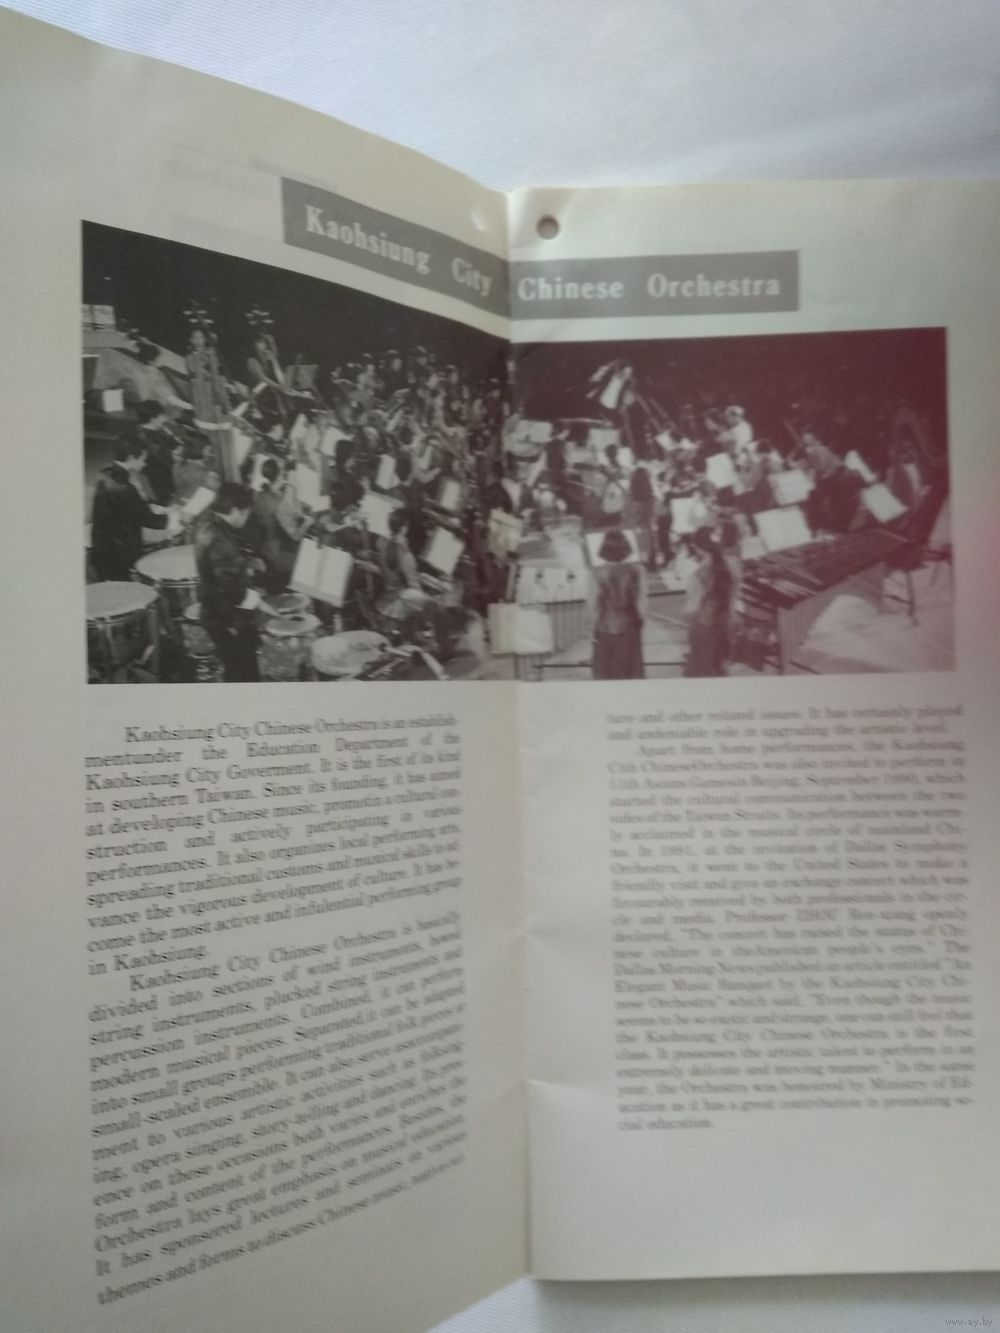 Kaohsiung City Chinese Orchestra
Kaohsiung City Chinese Orchestra is an establish-
mentunder the Education Department of the
Kaohsiung City Goverment. It is the first of its kind
in southern Taiwan. Since its founding, it has aimed
at developing Chinese music, promotin a cultural con-
struction and actively participating in various
performances. It also organizes local performing arts,
spreading traditional customs and musical skills to ad-
vance the vigorous development of culture. It has be-
come the most active and influlential performing group
in Kaohsiung.
Kaohsiung City Chinese Orchestra is basically
divided into sections of wind instruments, bowed
string instruments, plucked string instruments and
percussion instruments. Combined, it can perform
modern musical pieces. Separated, it can be adapted
into small groups performing traditional folk pieces or
small-scaled ensemble. It can also serve as accompani-
ment to various artistic activities such as folksing-
ing, opera singing, story-telling and dancing. Its pres-
ence on these occasions both varies and enriches the
form and content of the performances. Besides, the
Orchestra lays great emphasis on musical education.
It has sponsored lectures and seminars on various
themes and forms to discuss Chinese music,
ture and other related issues. It has certainly played
and undeniable role in upgrading the artistic level.
Apart from home performances, the Kaohsiung
Cith ChineseOrchestra was also invited to perform in
11th Asians Gamesin Beijing, September 1990, which
started the cultural communication between the two
sides of the Taiwan Straits. Its performance was warm-
ly acclaimed in the musical circle of mainland Chi-
na. In at the invitation of Dallas Symphony
Orchestra, it went to the United States to make a
friendly visit and give an exchange concert which was
favourably received by both professionals in the cir-
cle and media. Professor openly
declared, "The concert has raised the status of Chi-
nese culture in theAmerican people's eyes." The
Dallas Morning News published an article entitled "An
Elegant Music Banquet by the Kaohsiung City Chi-
nese Orchestra" which said, "Even though the music
seems to be so exotic and strange, one can still feel that
the Kaohsiung City Chinese Orchestra is the first
class. It possesses the artistic talent to perform in an
extremely delicate and moving manner." In the same
year, the Orchestra was honoured by Ministry of Ed-
ucation as it has a great contribution in promoting so-
cial education.
www.ay.by